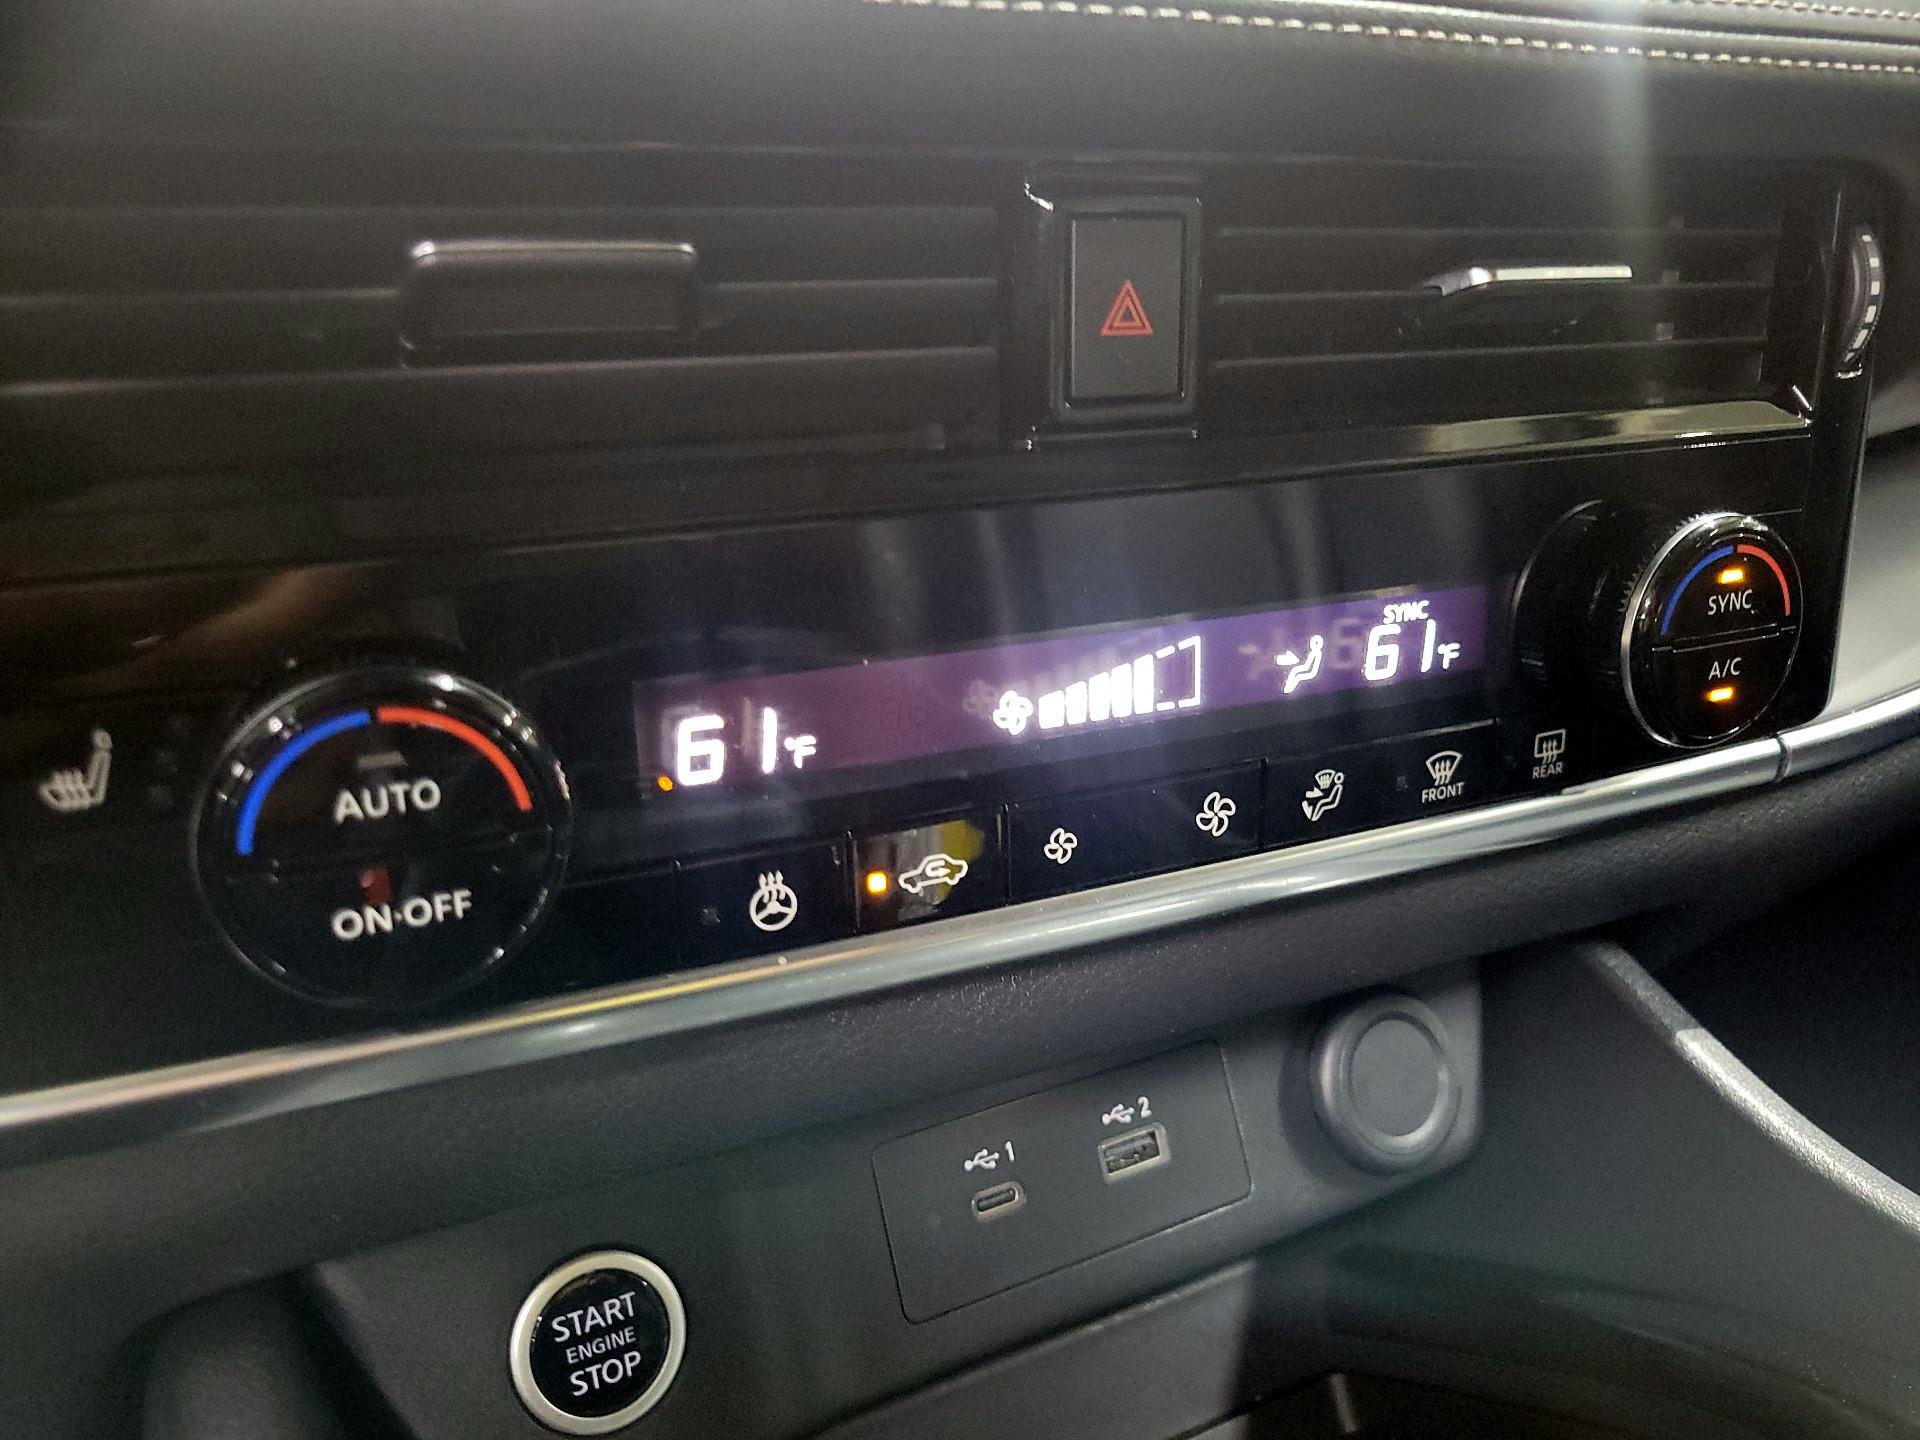 SYNC
61°F
61°F
SYNC
A/C
AUTO
ON·OFF
FRONT
REAR
1
2
START
ENGINE
STOP